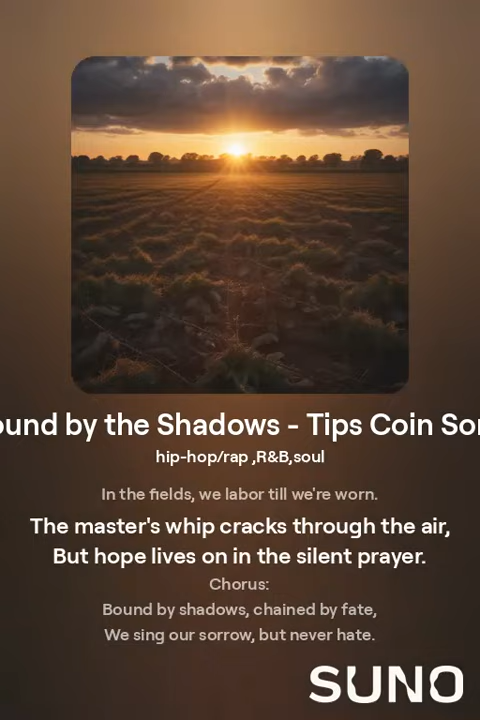 ound by the Shadows - Tips Coin So
hip-hop/rap ,R&B,soul
In the fields, we labor till we're worn.
The master's whip cracks through the air,
But hope lives on in the silent prayer.
Chorus:
Bound by shadows, chained by fate,
We sing our sorrow, but never hate.
SUNO